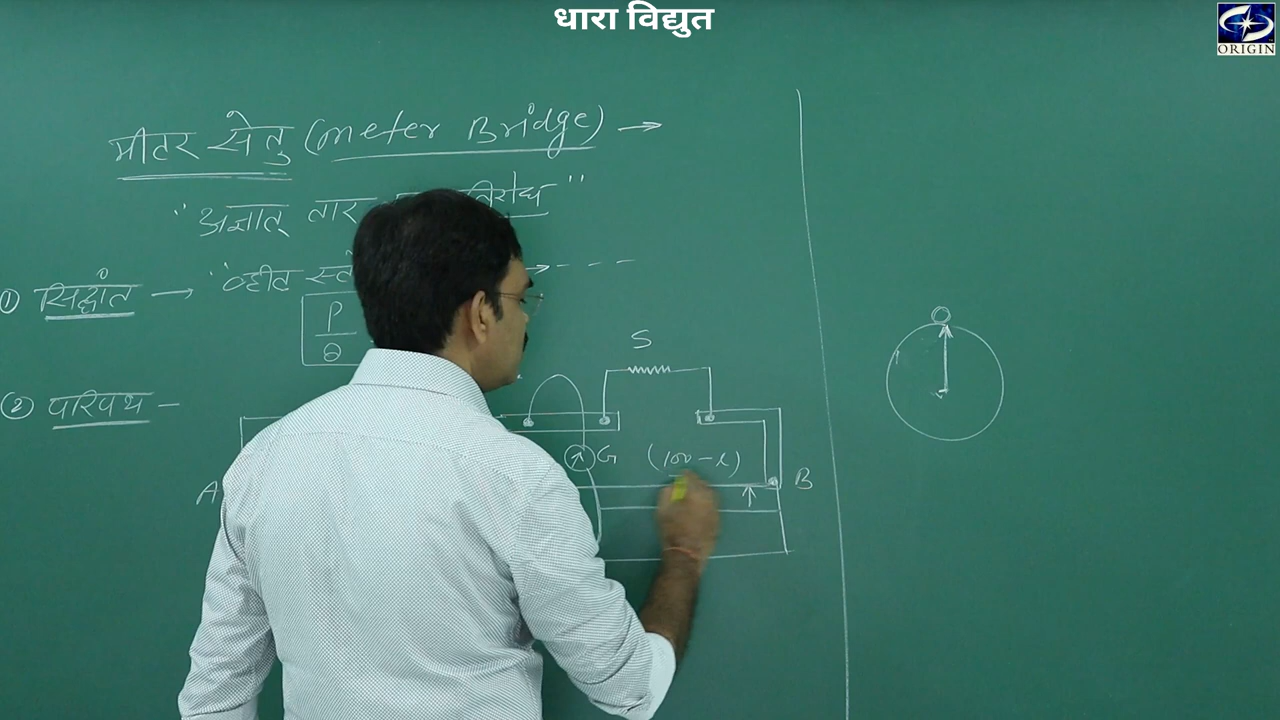 धारा विद्युत
ORIGIN
मीटर सेतु (meter Bridge) →
"अज्ञात् तार
① सिद्धांत → "व्हीट
P
Q
② परिपथ -
S
G (100-l)
A B